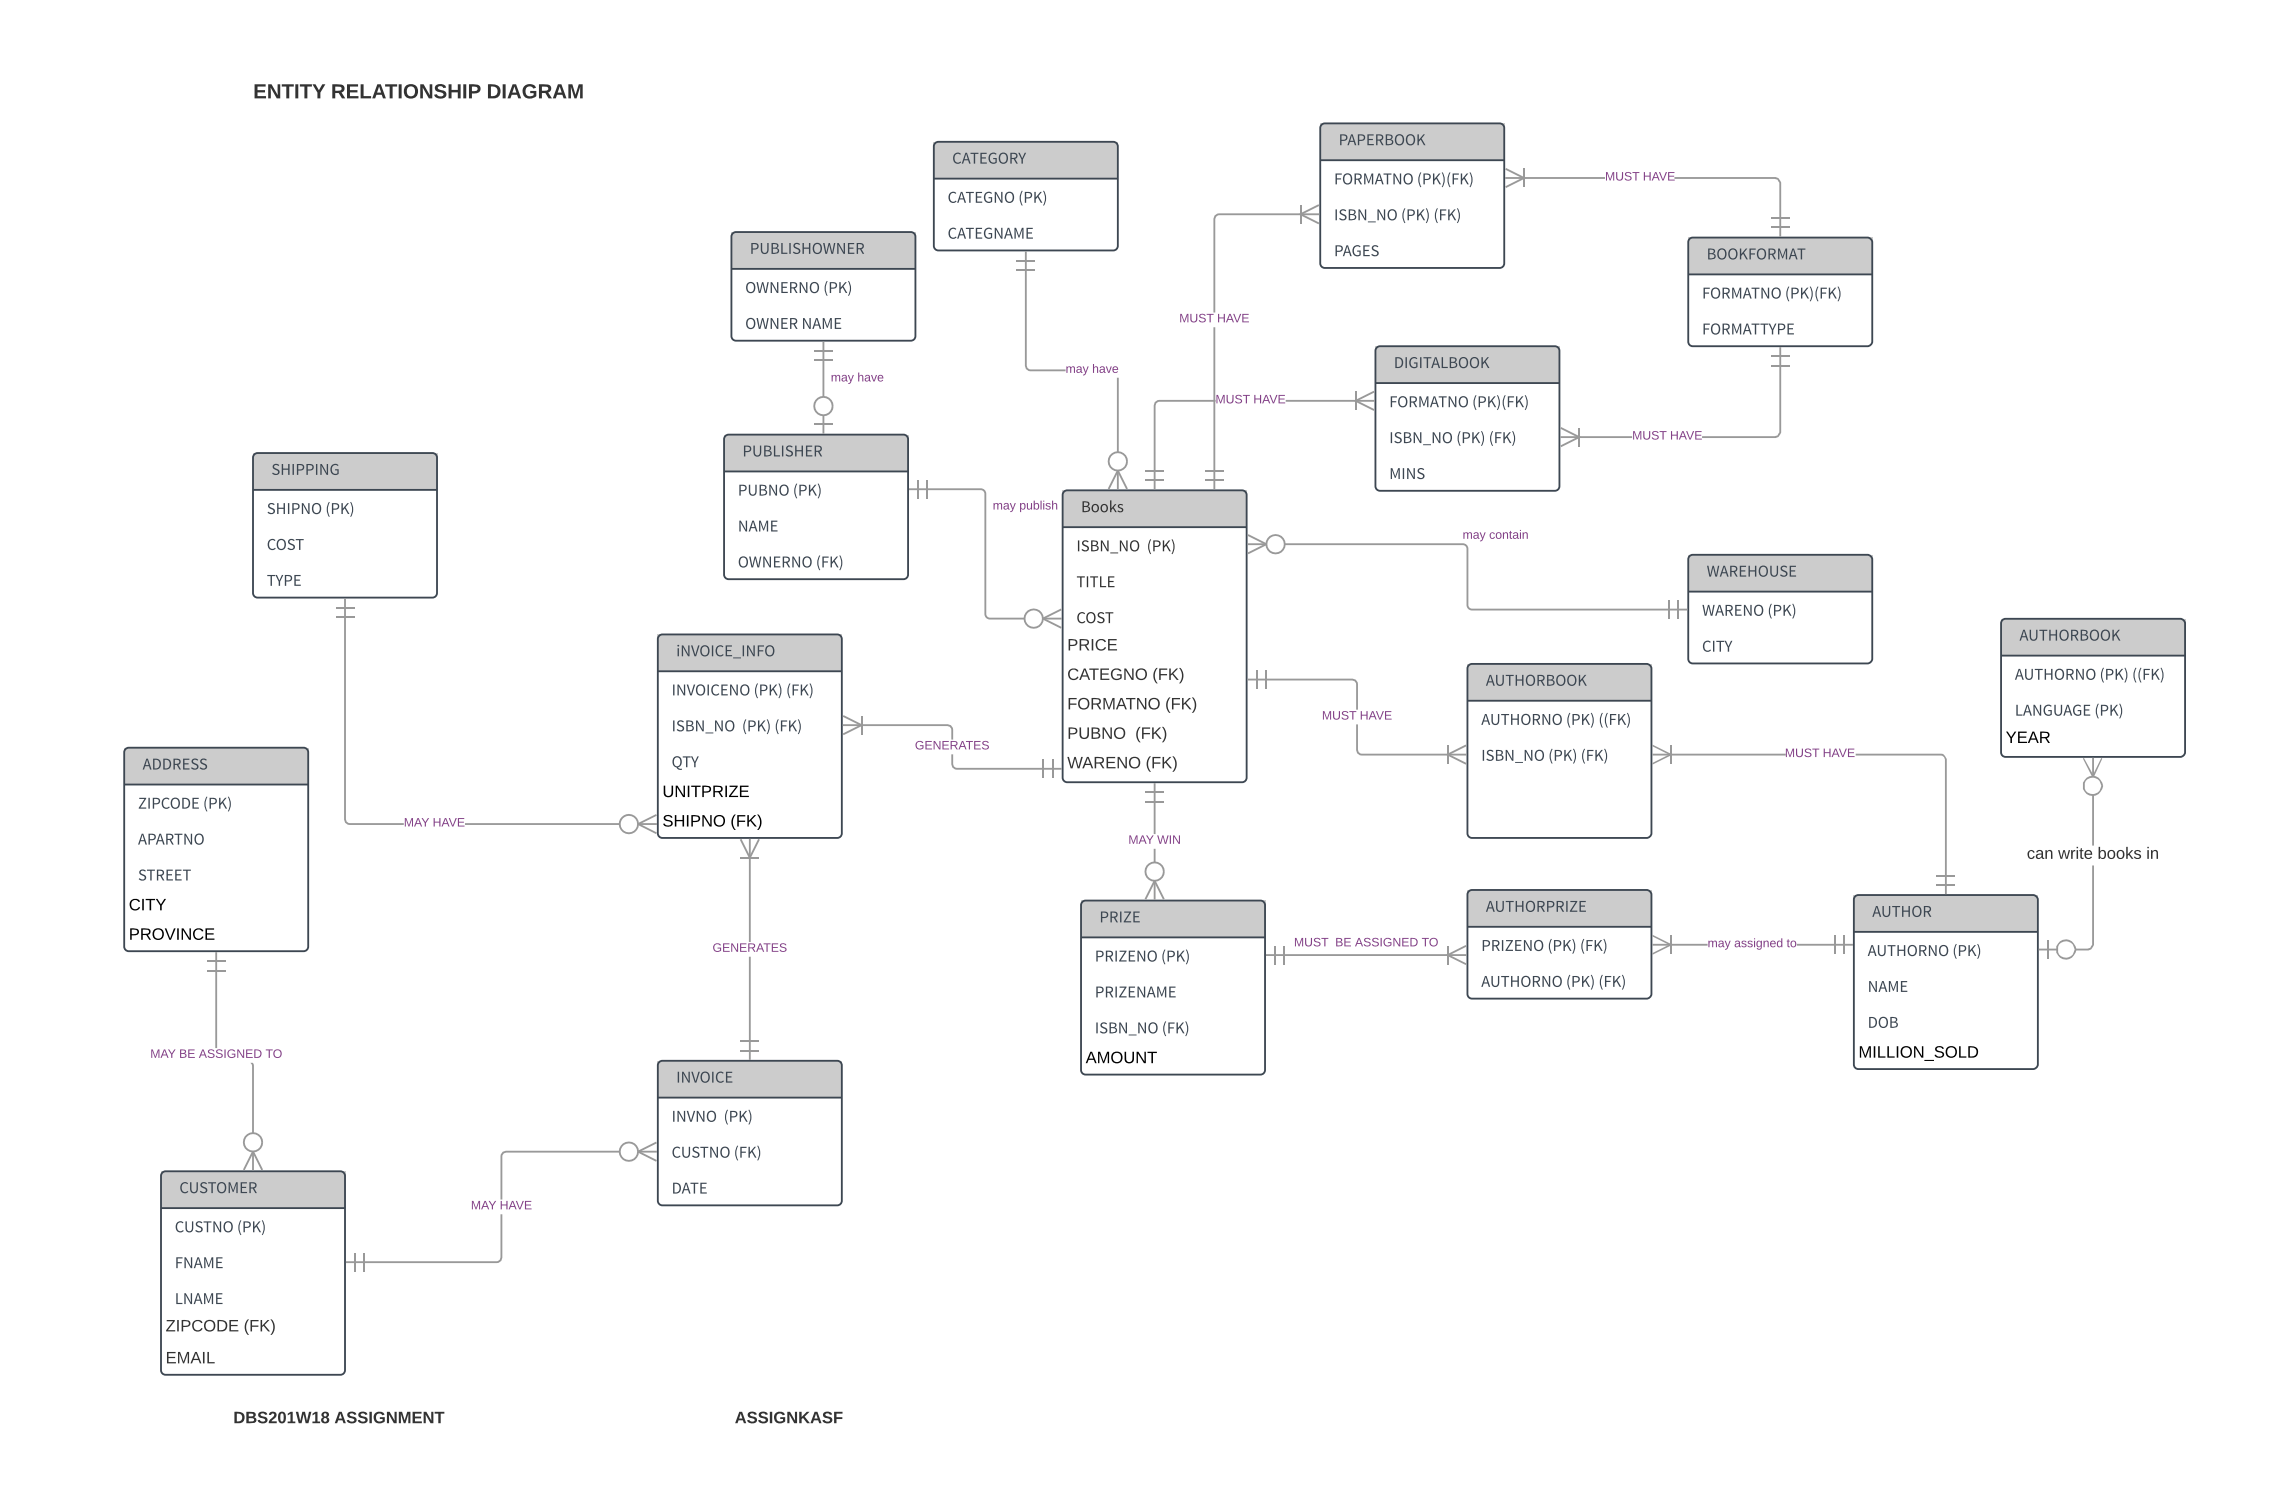 ENTITY RELATIONSHIP DIAGRAM
CATEGORY
CATEGNO (PK)
CATEGNAME
PAPERBOOK
FORMATNO (PK)(FK)
ISBN_NO (PK) (FK)
PAGES
MUST HAVE
BOOKFORMAT
FORMATNO (PK)(FK)
FORMATTYPE
PUBLISHOWNER
OWNERNO (PK)
OWNER NAME
may have
may have
MUST HAVE
MUST HAVE
DIGITALBOOK
FORMATNO (PK)(FK)
ISBN_NO (PK) (FK)
MINS
MUST HAVE
PUBLISHER
PUBNO (PK)
NAME
OWNERNO (FK)
may publish
SHIPPING
SHIPNO (PK)
COST
TYPE
Books
ISBN_NO  (PK)
TITLE
COST
PRICE
CATEGNO (FK)
FORMATNO (FK)
PUBNO  (FK)
WARENO (FK)
may contain
WAREHOUSE
WARENO (PK)
CITY
AUTHORBOOK
AUTHORNO (PK) ((FK)
LANGUAGE (PK)
YEAR
iNVOICE_INFO
INVOICENO (PK) (FK)
ISBN_NO  (PK) (FK)
QTY
UNITPRIZE
SHIPNO (FK)
GENERATES
MUST HAVE
AUTHORBOOK
AUTHORNO (PK) ((FK)
ISBN_NO (PK) (FK)
MUST HAVE
ADDRESS
ZIPCODE (PK)
APARTNO
STREET
CITY
PROVINCE
MAY HAVE
MAY WIN
can write books in
PRIZE
PRIZENO (PK)
PRIZENAME
ISBN_NO (FK)
AMOUNT
MUST  BE ASSIGNED TO
AUTHORPRIZE
PRIZENO (PK) (FK)
AUTHORNO (PK) (FK)
may assigned to
AUTHOR
AUTHORNO (PK)
NAME
DOB
MILLION_SOLD
GENERATES
MAY BE ASSIGNED TO
INVOICE
INVNO  (PK)
CUSTNO (FK)
DATE
CUSTOMER
CUSTNO (PK)
FNAME
LNAME
ZIPCODE (FK)
EMAIL
MAY HAVE
DBS201W18 ASSIGNMENT
ASSIGNKASF